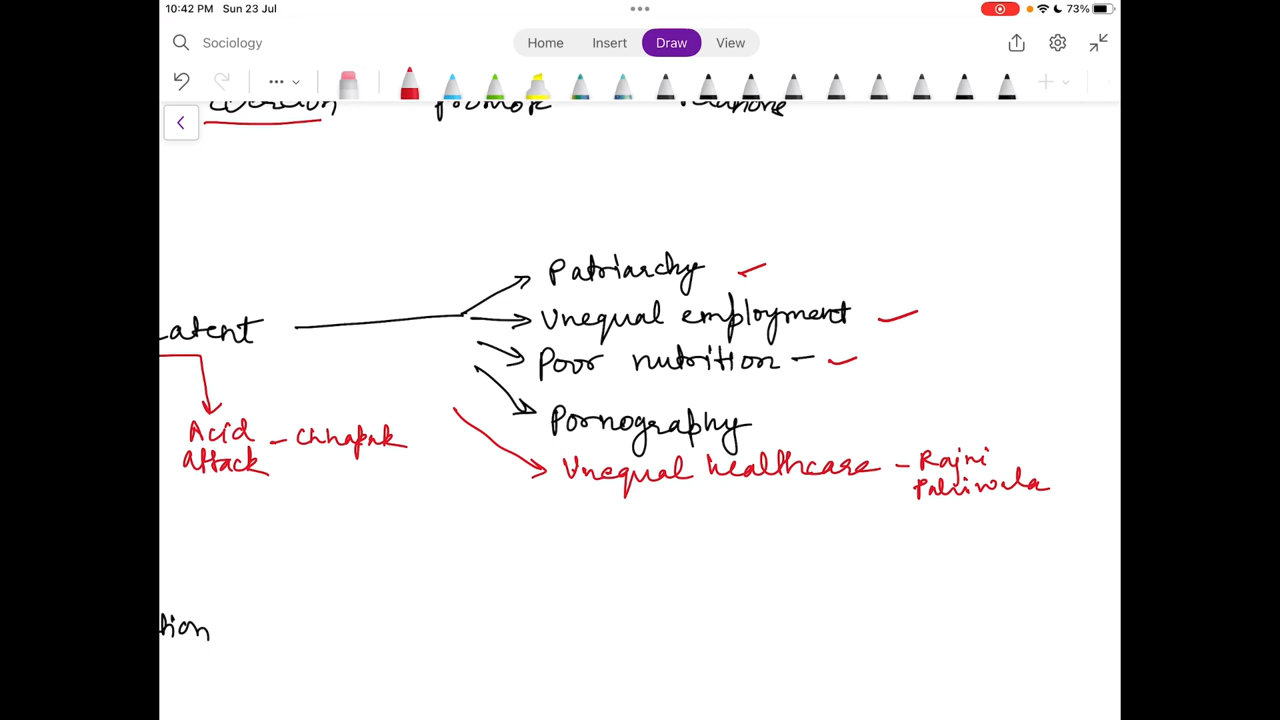 10:42 PM Sun 23 Jul
73%
Sociology
Home Insert Draw View
Patriarchy
Unequal employment
Latent
Poor nutrition -
Pornography
Acid attack - Chhapak
Unequal healthcare - Rajni Palriwala
tion